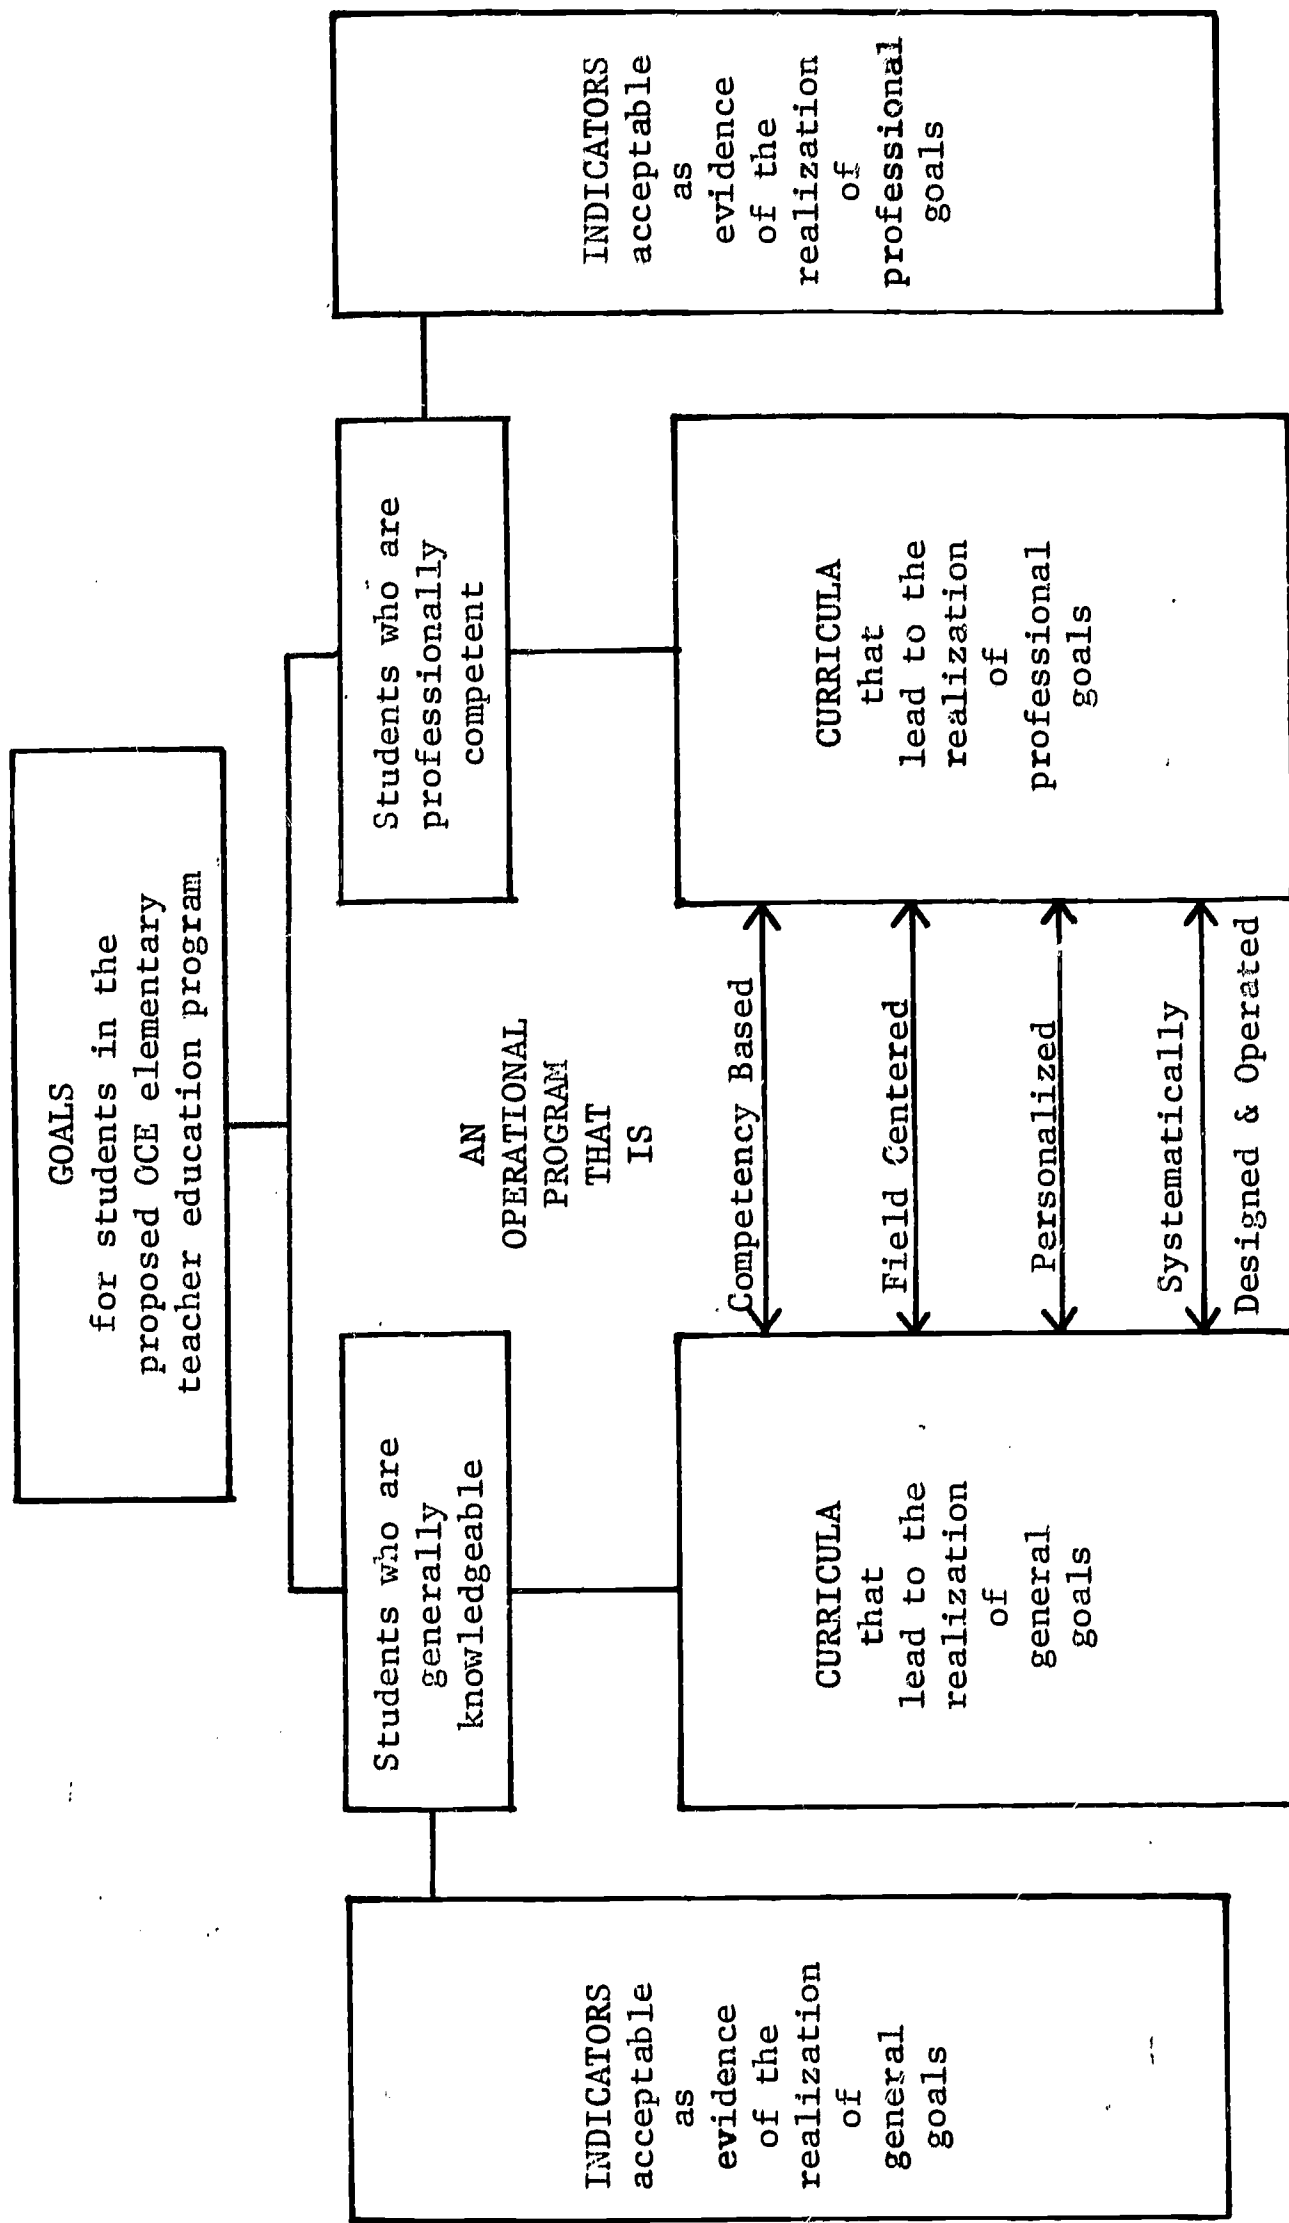 GOALS
for students in the
proposed OCE elementary
teacher education program
Students who are
generally
knowledgeable
Students who are
professionally
competent
AN
OPERATIONAL
PROGRAM
THAT
IS
INDICATORS
acceptable
as
evidence
of the
realization
of
general
goals
CURRICULA
that
lead to the
realization
of
general
goals
Competency Based
Field Centered
Personalized
Systematically
Designed & Operated
CURRICULA
that
lead to the
realization
of
professional
goals
INDICATORS
acceptable
as
evidence
of the
realization
of
professional
goals